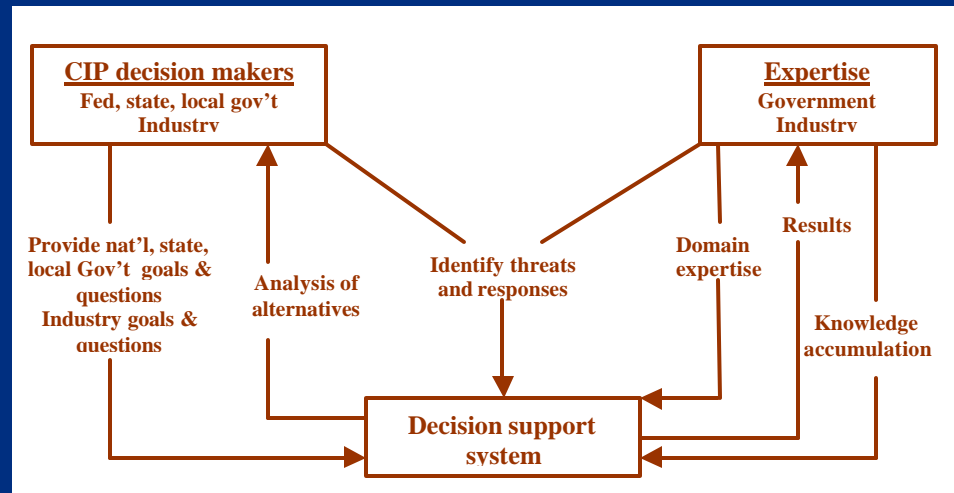 CIP decision makers
Fed, state, local gov’t
Industry
Expertise
Government
Industry
Provide nat’l, state,
local Gov’t goals &
questions
Industry goals &
questions
Analysis of
alternatives
Identify threats
and responses
Domain
expertise
Results
Knowledge
accumulation
Decision support
system